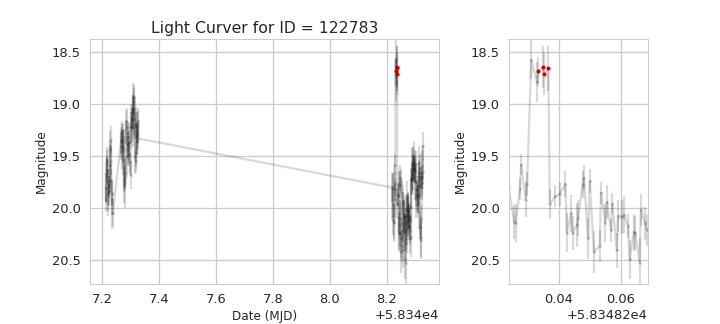 Light Curver for ID = 122783
Magnitude
18.5
19.0
19.5
20.0
20.5
7.2 7.4 7.6 7.8 8.0 8.2
Date (MJD)
+5.834e4
Magnitude
18.5
19.0
19.5
20.0
20.5
0.04 0.06
+5.83482e4